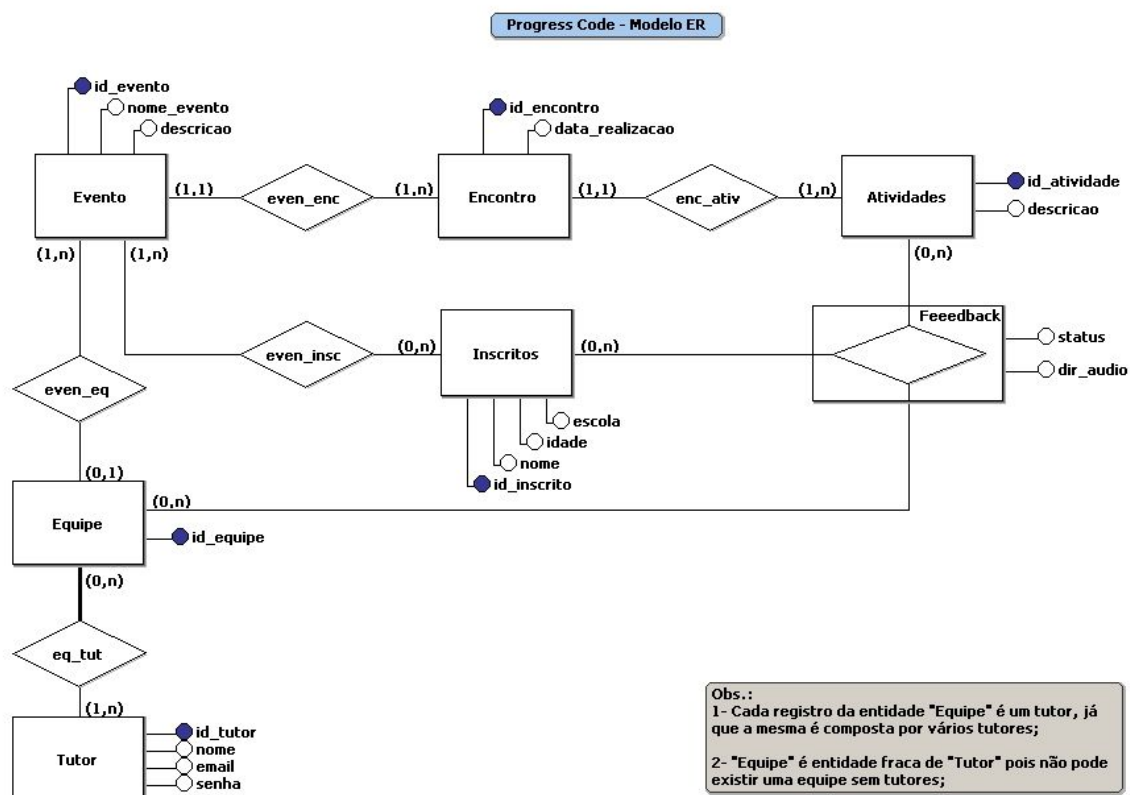 Progress Code - Modelo ER
id_evento
nome_evento
descricao
id_encontro
data_realizacao
Evento
(1,1)
even_enc
(1,n)
Encontro
(1,1)
enc_ativ
(1,n)
Atividades
id_atividade
descricao
(1,n)
(1,n)
(0,n)
Feeedback
even_insc
(0,n)
Inscritos
(0,n)
status
dir_audio
even_eq
escola
idade
nome
id_inscrito
(0,1)
(0,n)
Equipe
id_equipe
(0,n)
eq_tut
(1,n)
Tutor
id_tutor
nome
email
senha
Obs.:
1- Cada registro da entidade "Equipe" é um tutor, já
que a mesma é composta por vários tutores;
2- "Equipe" é entidade fraca de "Tutor" pois não pode
existir uma equipe sem tutores;